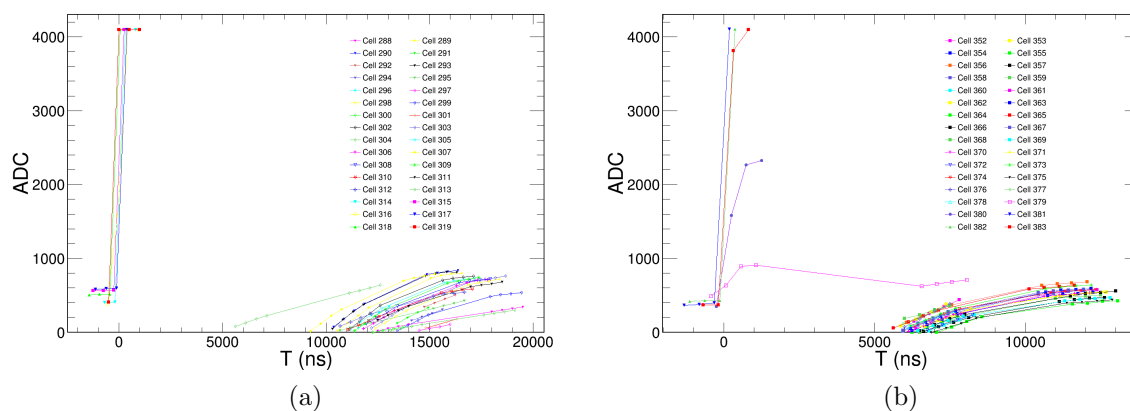 4000
3000
2000
1000
0
ADC
0
5000
10000
15000
20000
T (ns)
Cell 288 Cell 289
Cell 290 Cell 291
Cell 292 Cell 293
Cell 294 Cell 295
Cell 296 Cell 297
Cell 298 Cell 299
Cell 300 Cell 301
Cell 302 Cell 303
Cell 304 Cell 305
Cell 306 Cell 307
Cell 308 Cell 309
Cell 310 Cell 311
Cell 312 Cell 313
Cell 314 Cell 315
Cell 316 Cell 317
Cell 318 Cell 319
(a)
4000
3000
2000
1000
0
ADC
0
5000
10000
T (ns)
Cell 352 Cell 353
Cell 354 Cell 355
Cell 356 Cell 357
Cell 358 Cell 359
Cell 360 Cell 361
Cell 362 Cell 363
Cell 364 Cell 365
Cell 366 Cell 367
Cell 368 Cell 369
Cell 370 Cell 371
Cell 372 Cell 373
Cell 374 Cell 375
Cell 376 Cell 377
Cell 378 Cell 379
Cell 380 Cell 381
Cell 382 Cell 383
(b)